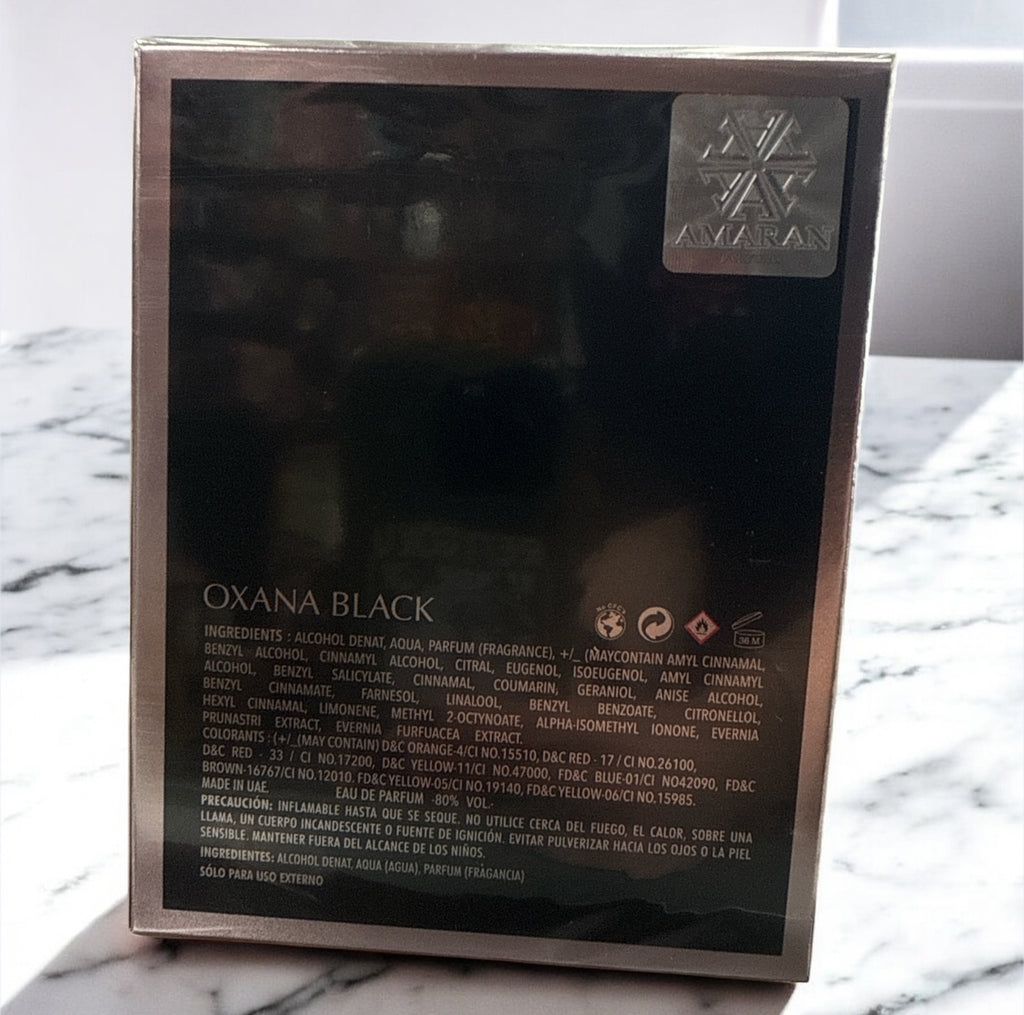 AMARAN
OXANA BLACK
No CFC's
36 M
INGREDIENTS : ALCOHOL DENAT, AQUA, PARFUM (FRAGRANCE), +/_ (MAYCONTAIN AMYL CINNAMAL,
BENZYL ALCOHOL, CINNAMYL ALCOHOL, CITRAL, EUGENOL, ISOEUGENOL, AMYL CINNAMYL
ALCOHOL, BENZYL SALICYLATE, CINNAMAL, COUMARIN, GERANIOL, ANISE ALCOHOL,
BENZYL CINNAMATE, FARNESOL, LINALOOL, BENZYL BENZOATE, CITRONELLOL,
HEXYL CINNAMAL, LIMONENE, METHYL 2-OCTYNOATE, ALPHA-ISOMETHYL IONONE, EVERNIA
PRUNASTRI EXTRACT, EVERNIA FURFUACEA EXTRACT.
COLORANTS : (+/_(MAY CONTAIN) D&C ORANGE-4/CI NO.15510, D&C RED - 17 / CI NO.26100,
D&C RED - 33 / CI NO.17200, D&C YELLOW-11/CI NO.47000, FD&C BLUE-01/CI NO42090, FD&C
BROWN-16767/CI NO.12010, FD&C YELLOW-05/CI NO.19140, FD&C YELLOW-06/CI NO.15985.
MADE IN UAE. EAU DE PARFUM -80% VOL-
PRECAUCIÓN: INFLAMABLE HASTA QUE SE SEQUE. NO UTILICE CERCA DEL FUEGO, EL CALOR, SOBRE UNA
LLAMA, UN CUERPO INCANDESCENTE O FUENTE DE IGNICIÓN. EVITAR PULVERIZAR HACIA LOS OJOS O LA PIEL
SENSIBLE. MANTENER FUERA DEL ALCANCE DE LOS NIÑOS.
INGREDIENTES: ALCOHOL DENAT, AQUA (AGUA), PARFUM (FRAGANCIA)
SÓLO PARA USO EXTERNO